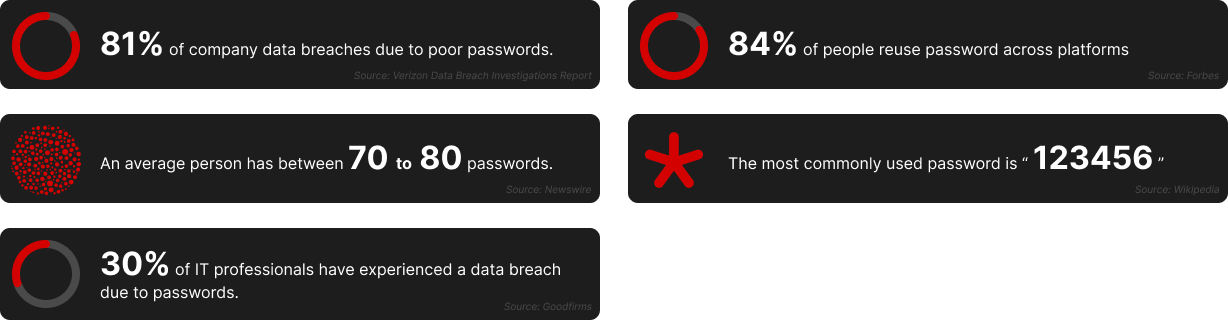 81% of company data breaches due to poor passwords.
Source: Verizon Data Breach Investigations Report
84% of people reuse password across platforms
Source: Forbes
An average person has between 70 to 80 passwords.
Source: Newswire
The most commonly used password is “ 123456 ”
Source: Wikipedia
30% of IT professionals have experienced a data breach
due to passwords.
Source: Goodfirms